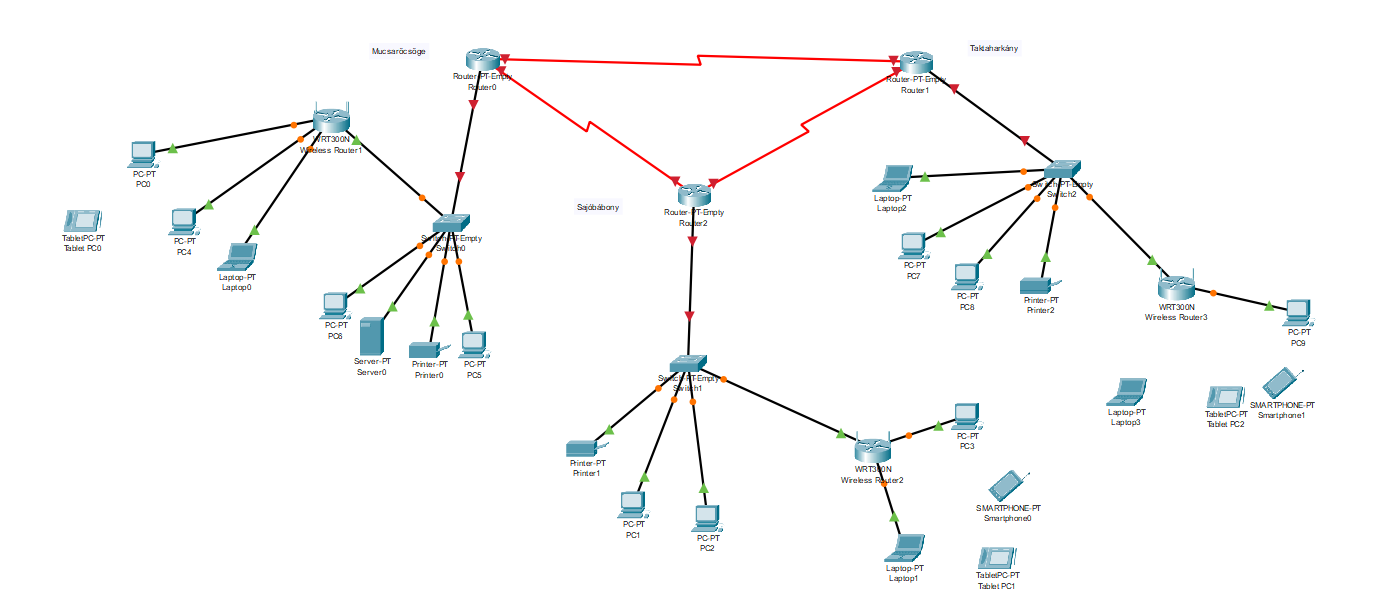 Mucsaröcsöge
Router-PT-Empty
Router0
Taktaharkány
Router-PT-Empty
Router1
WRT300N
Wireless Router1
PC-PT
PC0
TabletPC-PT
Tablet PC0
PC-PT
PC4
Laptop-PT
Laptop0
Switch-PT-Empty
Switch0
PC-PT
PC6
Server-PT
Server0
Printer-PT
Printer0
PC-PT
PC5
Sajóbábony
Router-PT-Empty
Router2
Laptop-PT
Laptop2
Switch-PT-Empty
Switch2
PC-PT
PC7
PC-PT
PC8
Printer-PT
Printer2
WRT300N
Wireless Router3
PC-PT
PC9
Switch-PT-Empty
Switch1
Printer-PT
Printer1
PC-PT
PC1
PC-PT
PC2
WRT300N
Wireless Router2
PC-PT
PC3
Laptop-PT
Laptop1
Laptop-PT
Laptop3
TabletPC-PT
Tablet PC2
SMARTPHONE-PT
Smartphone1
SMARTPHONE-PT
Smartphone0
TabletPC-PT
Tablet PC1